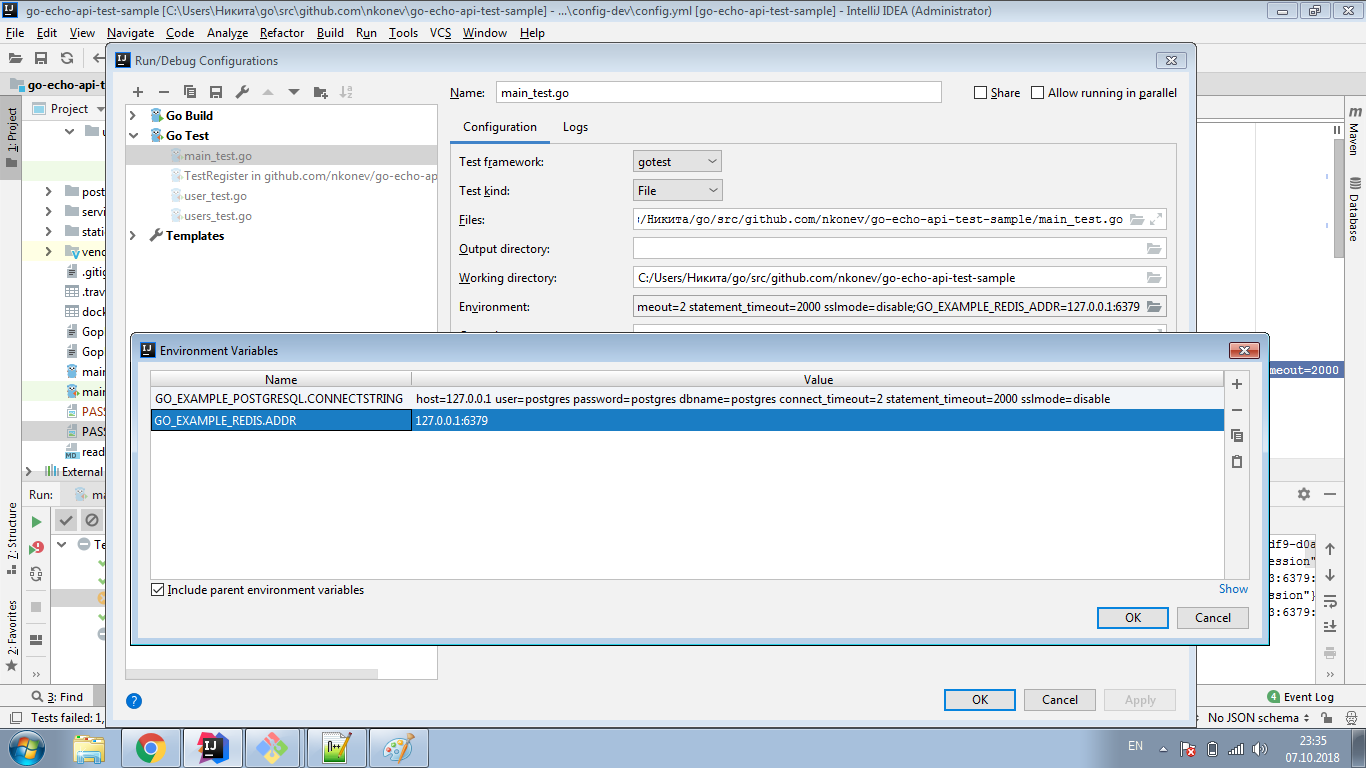 go-echo-api-test-sample [C:\Users\Никита\go\src\github.com\nkonev\go-echo-api-test-sample] - ...\config-dev\config.yml [go-echo-api-test-sample] - IntelliJ IDEA (Administrator)
File Edit View Navigate Code Analyze Refactor Build Run Tools VCS Window Help
Run/Debug Configurations
go-echo-api-t
Name: main_test.go Share Allow running in parallel
Project
Go Build
Go Test
main_test.go
TestRegister in github.com/nkonev/go-echo-ap
user_test.go
users_test.go
Templates
Configuration Logs
Test framework: gotest
Test kind: File
Files: :/Никита/go/src/github.com/nkonev/go-echo-api-test-sample/main_test.go
Output directory:
Working directory: C:/Users/Никита/go/src/github.com/nkonev/go-echo-api-test-sample
Environment: meout=2 statement_timeout=2000 sslmode=disable;GO_EXAMPLE_REDIS_ADDR=127.0.0.1:6379
1: Project
Maven
Database
u
post
servi
stati
vend
.gitig
.trav
dock
Gop
Gop
main
main
PASS
PASS
read
External
Environment Variables
Name Value
GO_EXAMPLE_POSTGRESQL.CONNECTSTRING host=127.0.0.1 user=postgres password=postgres dbname=postgres connect_timeout=2 statement_timeout=2000 sslmode=disable
GO_EXAMPLE_REDIS.ADDR 127.0.0.1:6379
Include parent environment variables Show
OK Cancel
meout=2000
Run: ma
Te
7: Structure
2: Favorites
df9-d0a
ession"
3:6379:
ession"}
3:6379:
OK Cancel Apply
3: Find
4 Event Log
Tests failed: 1,
No JSON schema
EN
23:35
07.10.2018